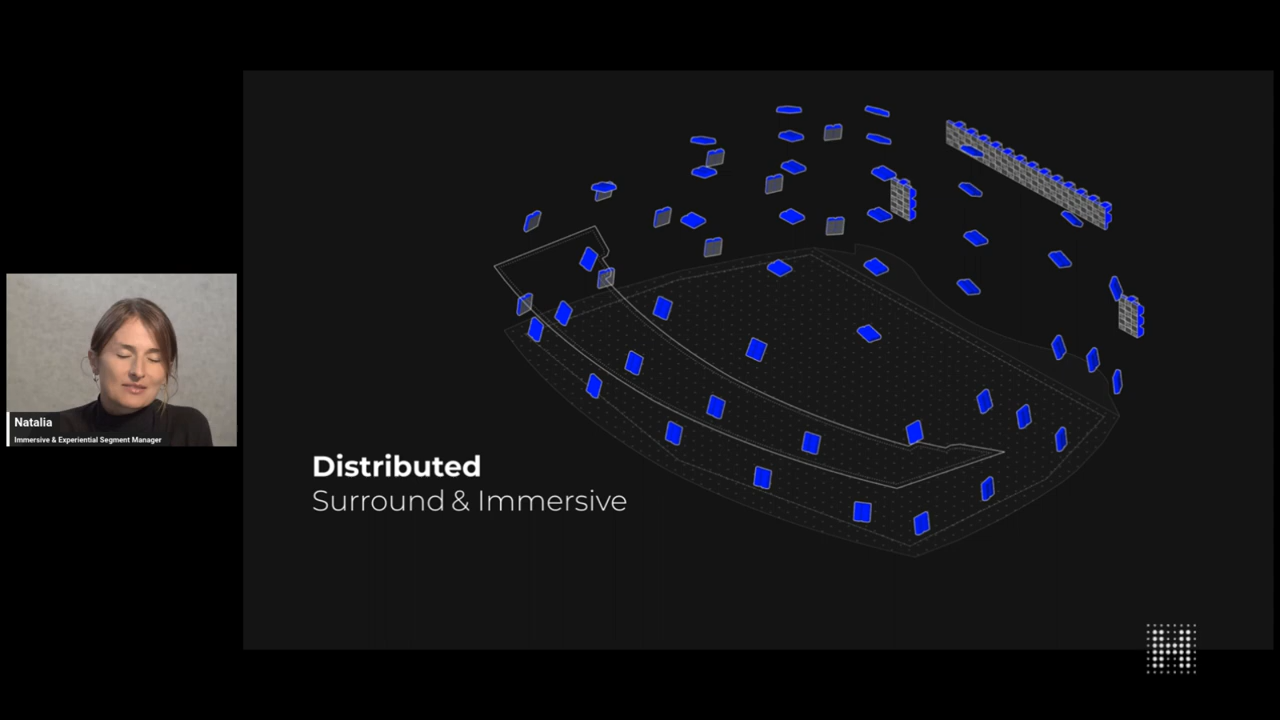 Natalia
Immersive & Experiential Segment Manager
Distributed
Surround & Immersive
H